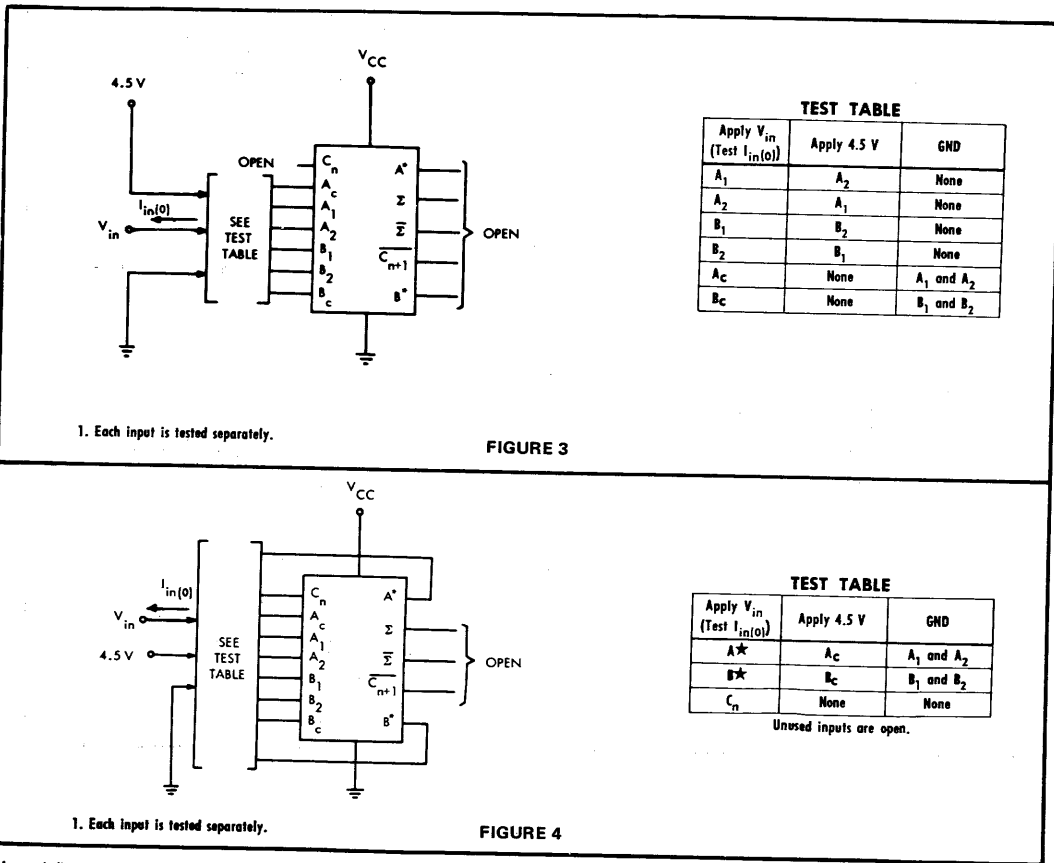 V_CC
4.5 V
OPEN
C_n
A_c
A_1
A_2
B_1
B_2
B_c
A*
Σ
Σ̅
C̅_n+1
B*
OPEN
I_in(0)
V_in
SEE
TEST
TABLE
TEST TABLE
Apply V_in (Test I_in(0)) | Apply 4.5 V | GND
A_1 | A_2 | None
A_2 | A_1 | None
B_1 | B_2 | None
B_2 | B_1 | None
A_C | None | A_1 and A_2
B_C | None | B_1 and B_2
1. Each input is tested separately.
FIGURE 3
V_CC
I_in(0)
V_in
4.5 V
SEE
TEST
TABLE
C_n
A_c
A_1
A_2
B_1
B_2
B_c
A*
Σ
Σ̅
C̅_n+1
B*
OPEN
TEST TABLE
Apply V_in (Test I_in(0)) | Apply 4.5 V | GND
A★ | A_C | A_1 and A_2
B★ | B_C | B_1 and B_2
C_n | None | None
Unused inputs are open.
1. Each input is tested separately.
FIGURE 4